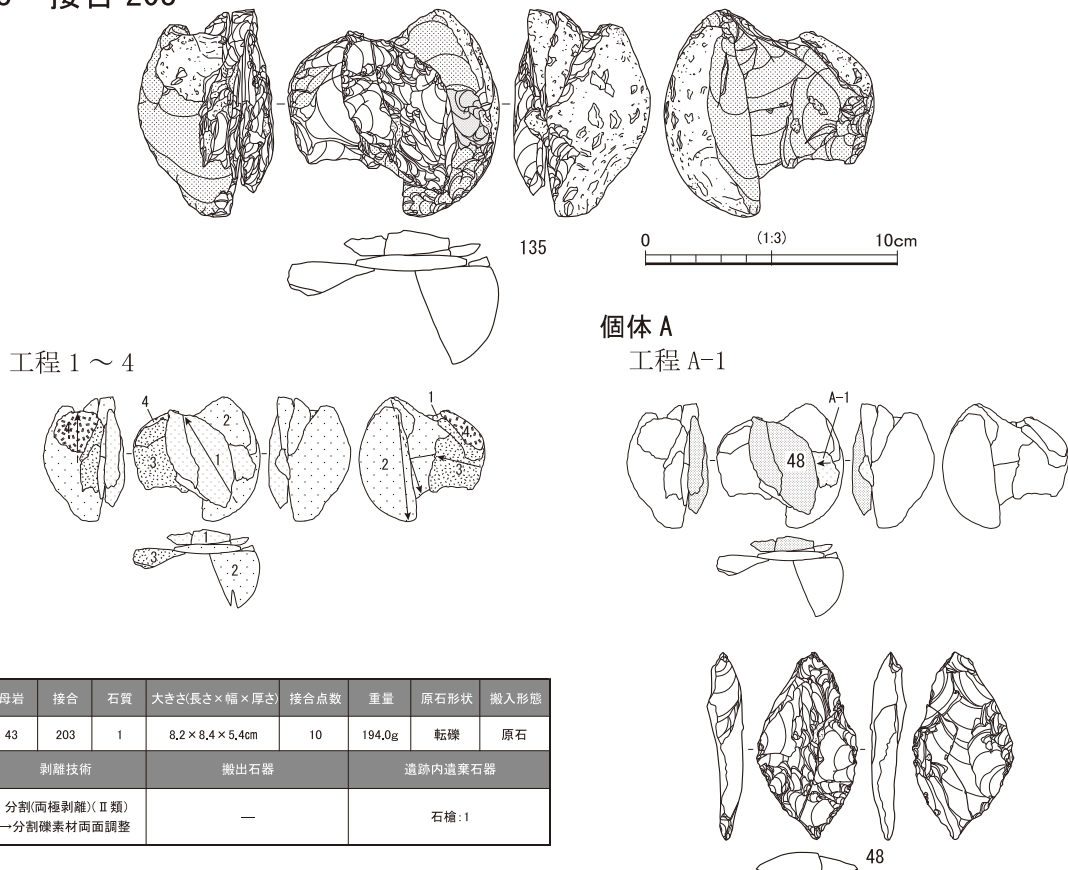 接合 203
135
0 (1:3) 10cm
個体 A
工程 1 ～ 4
工程 A-1
4
2
3
1
1
2
4
3
1
3
2
A-1
48
母岩 接合 石質 大きさ(長さ×幅×厚さ) 接合点数 重量 原石形状 搬入形態
43 203 1 8.2×8.4×5.4cm 10 194.0g 転礫 原石
剥離技術 搬出石器 遺跡内遺棄石器
分割(両極剥離)(Ⅱ類)
→分割礫素材両面調整
— 石槍:1
48